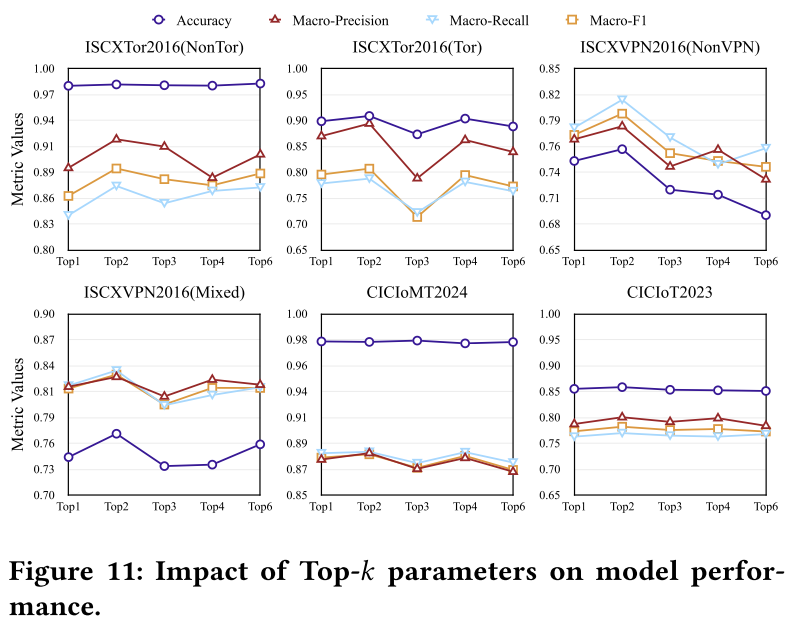 Accuracy Macro-Precision Macro-Recall Macro-F1
ISCXTor2016(NonTor) ISCXTor2016(Tor) ISCXVPN2016(NonVPN)
Metric Values
1.00 0.97 0.94 0.91 0.89 0.86 0.83 0.80
Top1 Top2 Top3 Top4 Top6
1.00 0.95 0.90 0.85 0.80 0.75 0.70 0.65
Top1 Top2 Top3 Top4 Top6
0.85 0.82 0.79 0.76 0.74 0.71 0.68 0.65
Top1 Top2 Top3 Top4 Top6
ISCXVPN2016(Mixed) CICIoMT2024 CICIoT2023
Metric Values
0.90 0.87 0.84 0.81 0.79 0.76 0.73 0.70
Top1 Top2 Top3 Top4 Top6
1.00 0.98 0.96 0.94 0.91 0.89 0.87 0.85
Top1 Top2 Top3 Top4 Top6
1.00 0.95 0.90 0.85 0.80 0.75 0.70 0.65
Top1 Top2 Top3 Top4 Top6
Figure 11: Impact of Top-k parameters on model perfor-
mance.